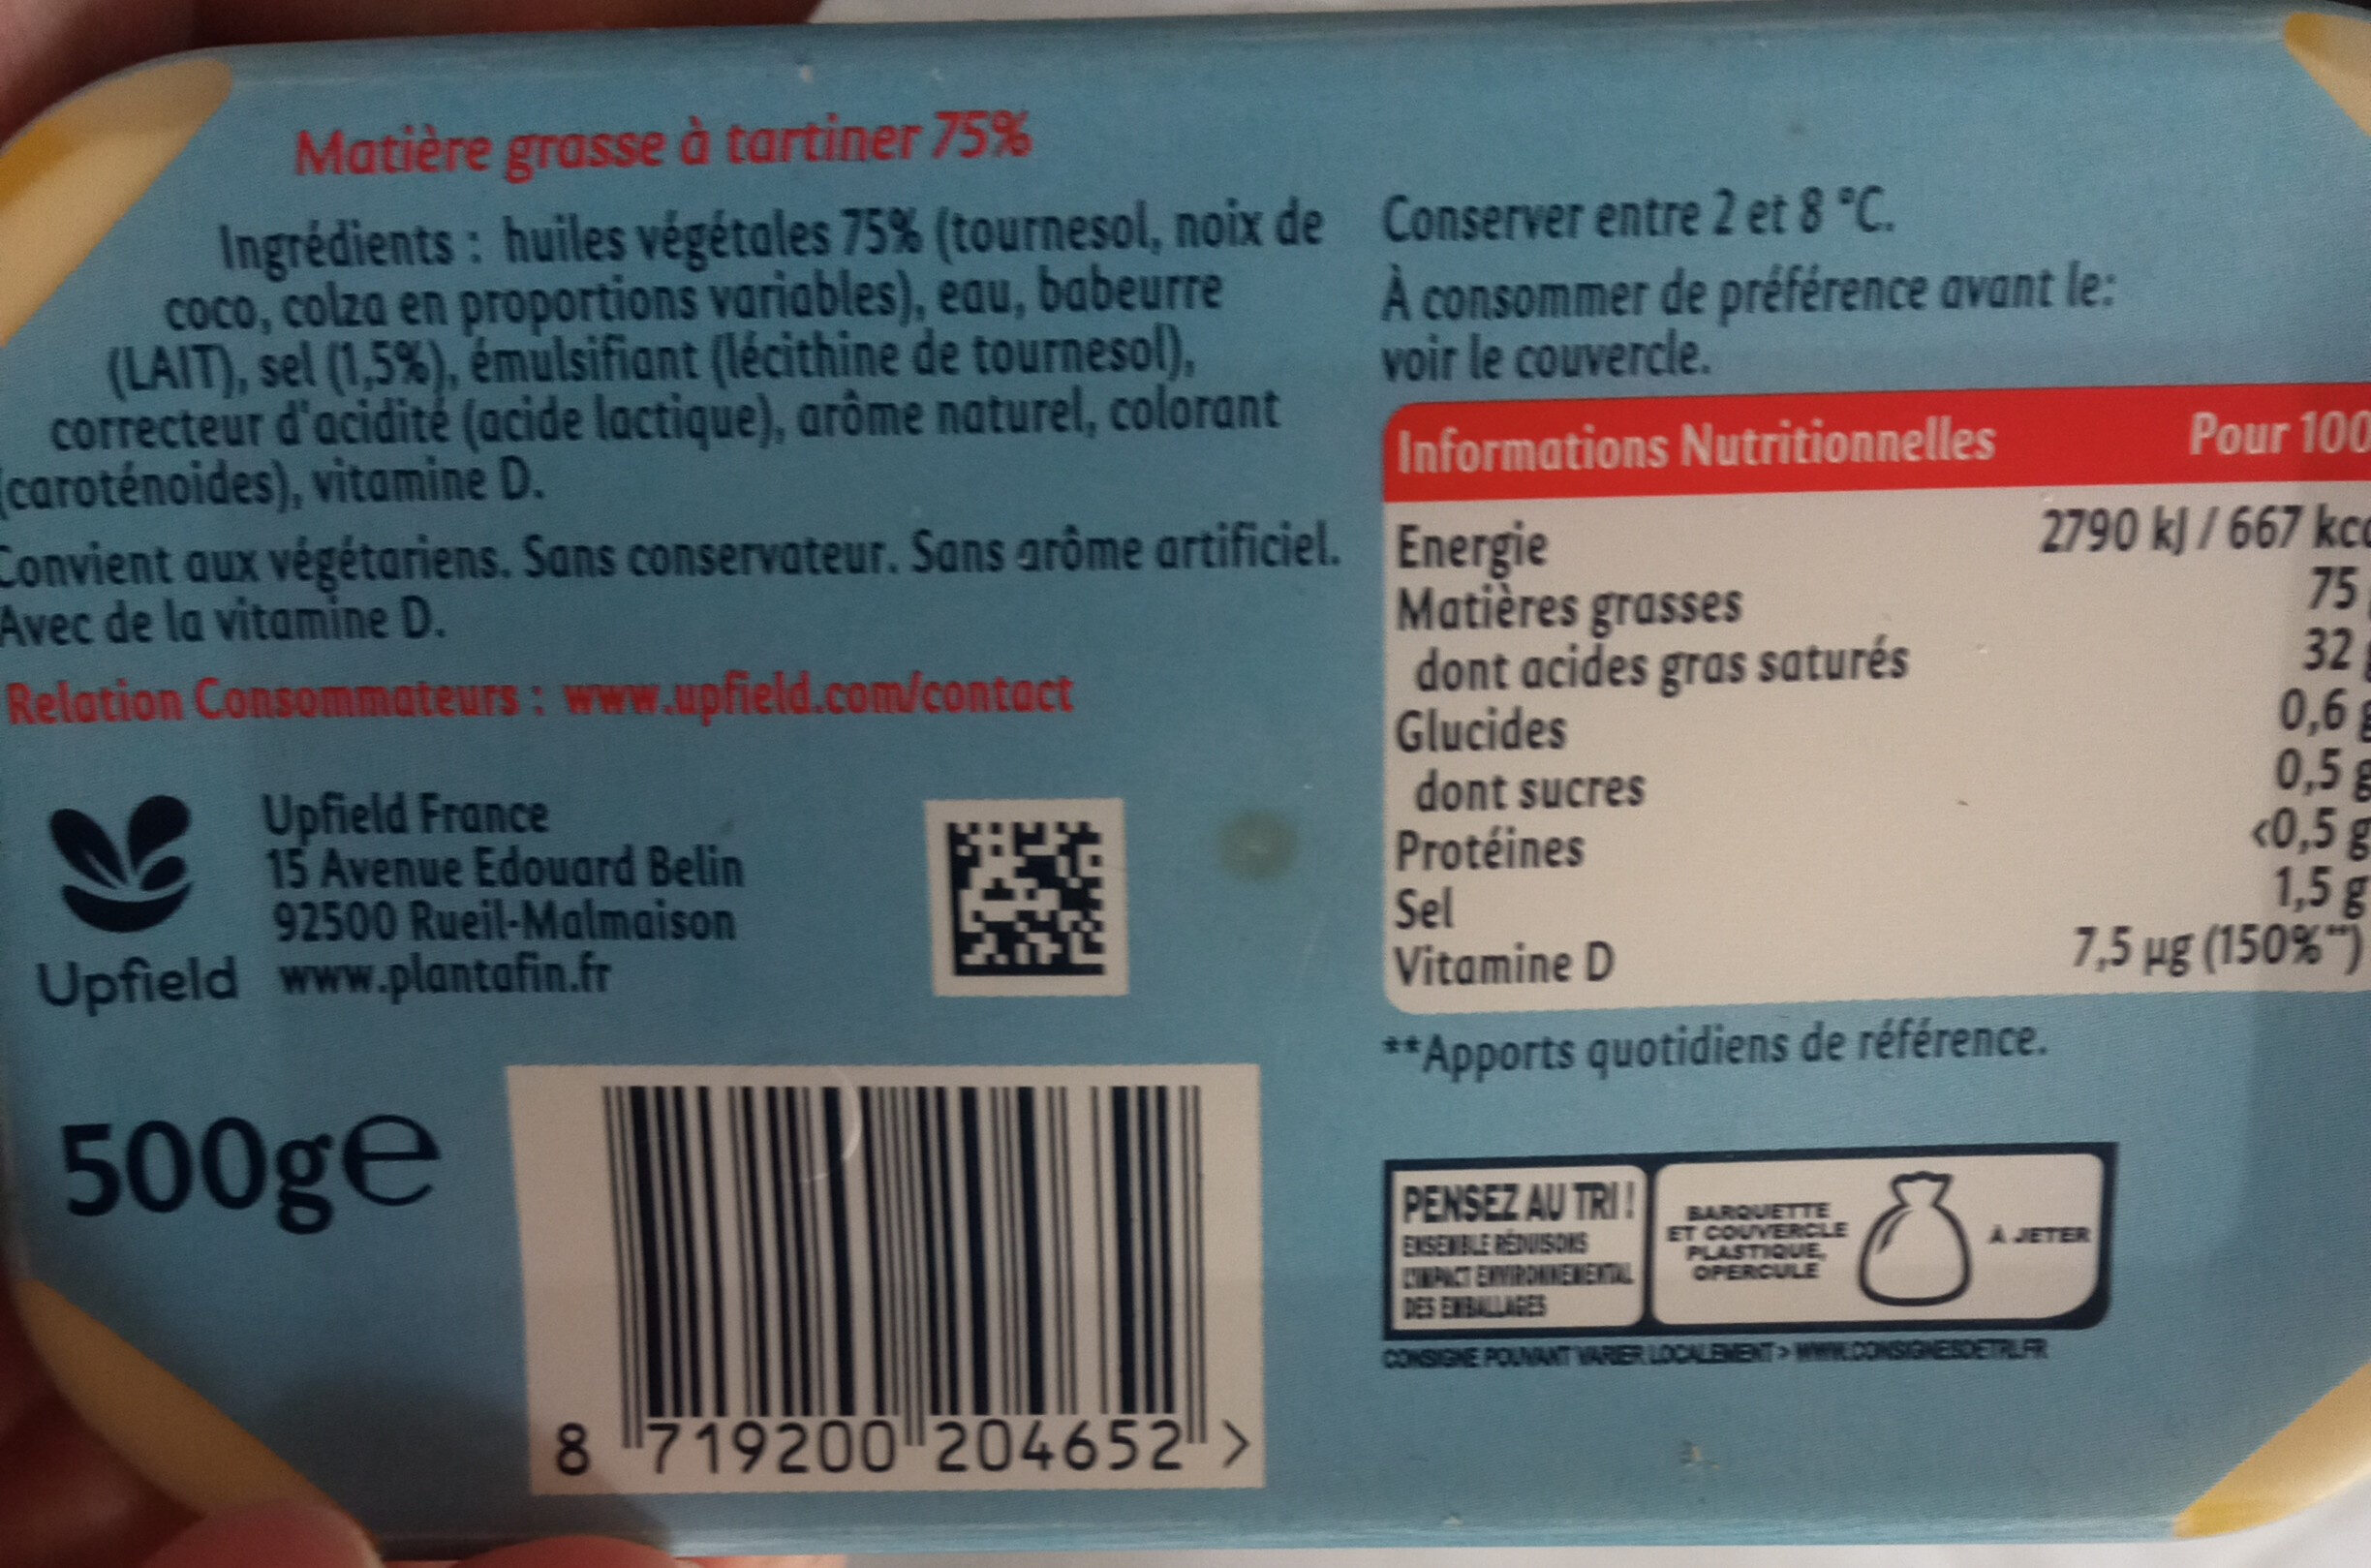 Matière grasse à tartiner 75%
Ingrédients : huiles végétales 75% (tournesol, noix de
coco, colza en proportions variables), eau, babeurre
(LAIT), sel (1,5%), émulsifiant (lécithine de tournesol),
correcteur d'acidité (acide lactique), arôme naturel, colorant
(caroténoides), vitamine D.
Convient aux végétariens. Sans conservateur. Sans arôme artificiel.
Avec de la vitamine D.
Relation Consommateurs : www.upfield.com/contact
Upfield
Upfield France
15 Avenue Edouard Belin
92500 Rueil-Malmaison
www.plantafin.fr
500g℮
8 719200 204652 >
Conserver entre 2 et 8 °C.
À consommer de préférence avant le:
voir le couvercle.
Informations Nutritionnelles Pour 100
Energie 2790 kJ / 667 kc
Matières grasses 75
dont acides gras saturés 32 g
Glucides 0,6 g
dont sucres 0,5 g
Protéines <0,5 g
Sel 1,5 g
Vitamine D 7,5 µg (150%**)
**Apports quotidiens de référence.
PENSEZ AU TRI !
ENSEMBLE RÉDUISONS
L'IMPACT ENVIRONNEMENTAL
DES EMBALLAGES
BARQUETTE
ET COUVERCLE
PLASTIQUE,
OPERCULE
À JETER
CONSIGNE POUVANT VARIER LOCALEMENT > WWW.CONSIGNESDETRI.FR